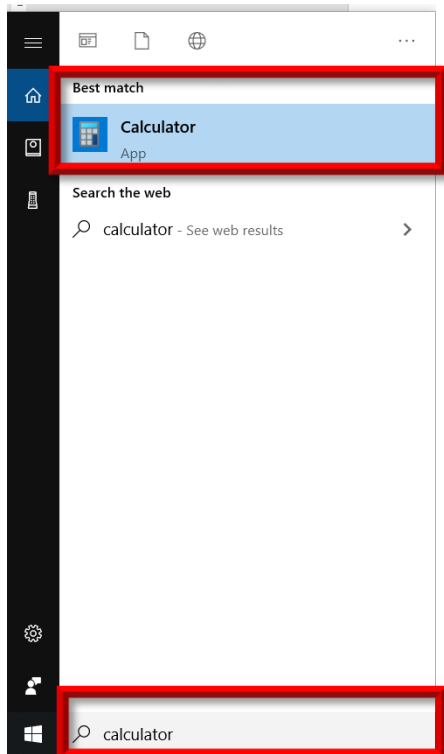 Best match
Calculator
App
Search the web
calculator - See web results
calculator